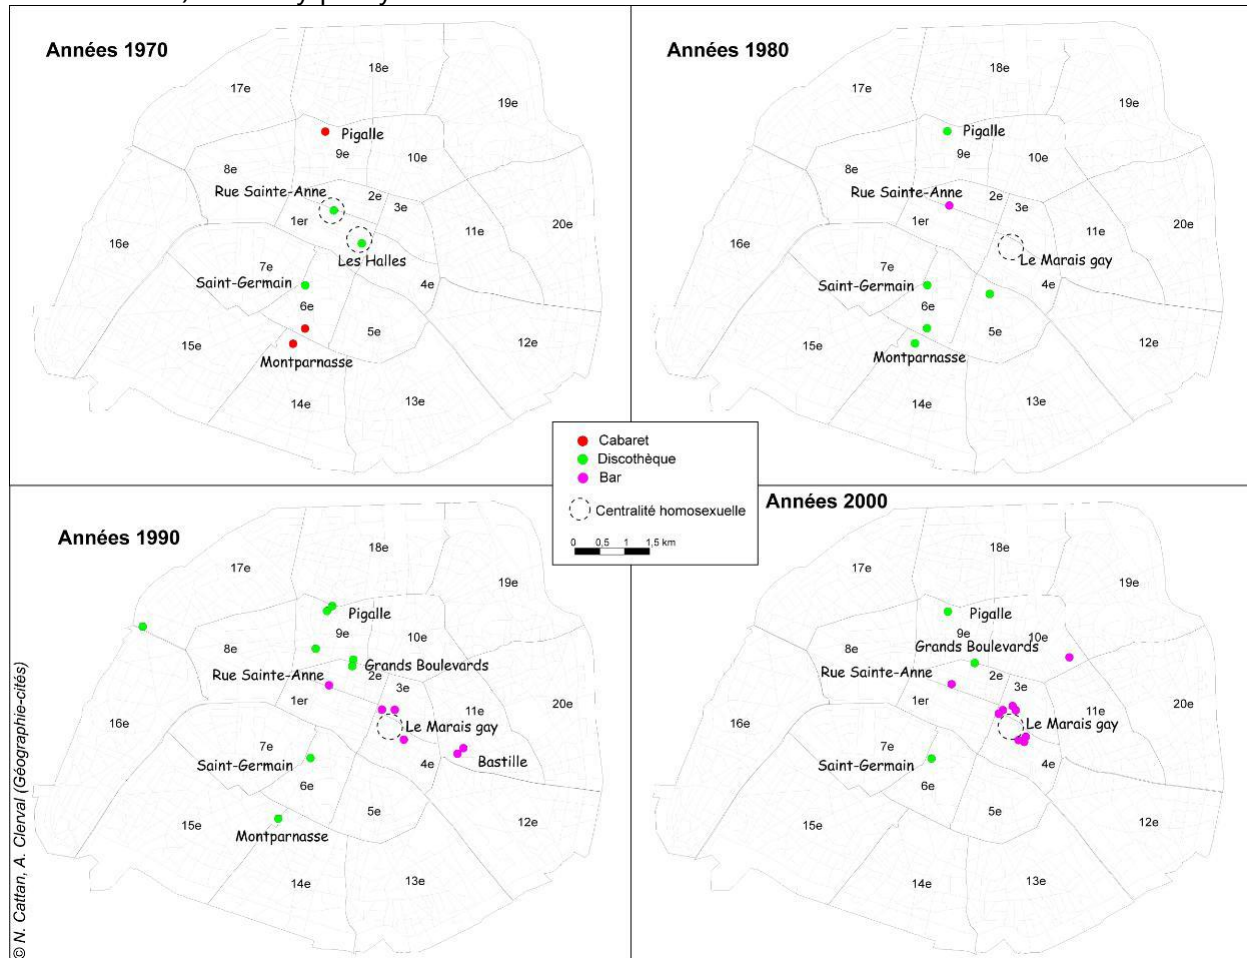 Années 1970
18e
17e
19e
Pigalle
9e
10e
8e
Rue Sainte-Anne
2e
3e
1er
20e
11e
16e
Les Halles
7e
Saint-Germain
4e
6e
5e
15e
12e
Montparnasse
14e
13e
Années 1980
18e
17e
19e
Pigalle
9e
10e
8e
Rue Sainte-Anne
2e
3e
1er
20e
11e
16e
Le Marais gay
7e
Saint-Germain
4e
6e
5e
15e
12e
Montparnasse
14e
13e
Cabaret
Discothèque
Bar
Centralité homosexuelle
0 0,5 1 1,5 km
Années 1990
18e
17e
19e
Pigalle
9e
10e
8e
Grands Boulevards
Rue Sainte-Anne
2e
3e
1er
20e
11e
16e
Le Marais gay
7e
Bastille
Saint-Germain
4e
6e
5e
15e
12e
Montparnasse
14e
13e
Années 2000
18e
17e
19e
Pigalle
9e
10e
Grands Boulevards
8e
Rue Sainte-Anne
2e
3e
1er
20e
11e
16e
Le Marais gay
7e
Saint-Germain
4e
6e
5e
15e
12e
14e
13e
© N. Cattan, A. Clerval (Géographie-cités)